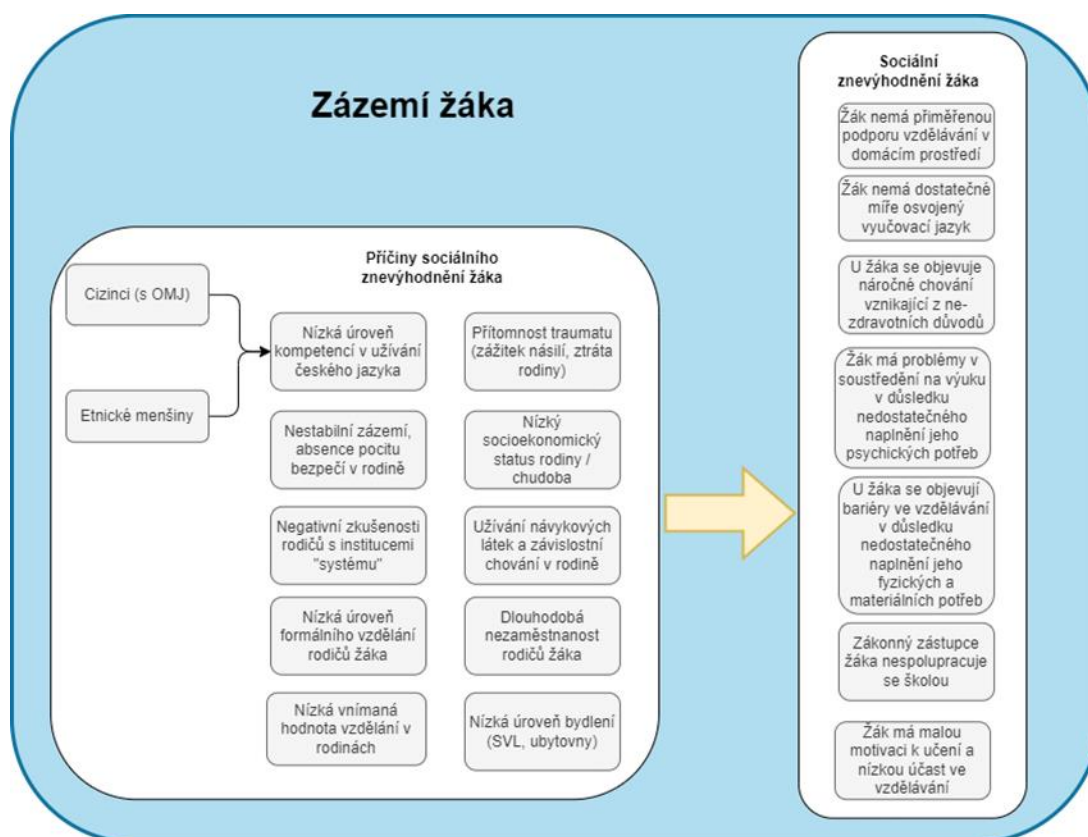 Zázemí žáka
Příčiny sociálního
znevýhodnění žáka
Cizinci (s OMJ)
Etnické menšiny
Nízká úroveň
kompetencí v užívání
českého jazyka
Přítomnost traumatu
(zážitek násilí, ztráta
rodiny)
Nestabilní zázemí,
absence pocitu
bezpečí v rodině
Nízký
socioekonomický
status rodiny /
chudoba
Negativní zkušenosti
rodičů s institucemi
"systému"
Užívání návykových
látek a závislostní
chování v rodině
Nízká úroveň
formálního vzdělání
rodičů žáka
Dlouhodobá
nezaměstnanost
rodičů žáka
Nízká vnímaná
hodnota vzdělání v
rodinách
Nízká úroveň bydlení
(SVL, ubytovny)
Sociální
znevýhodnění žáka
Žák nemá přiměřenou
podporu vzdělávání v
domácím prostředí
Žák nemá dostatečné
míře osvojený
vyučovací jazyk
U žáka se objevuje
náročné chování
vznikající z ne-
zdravotních důvodů
Žák má problémy v
soustředění na výuku
v důsledku
nedostatečného
naplnění jeho
psychických potřeb
U žáka se objevují
bariéry ve vzdělávání
v důsledku
nedostatečného
naplnění jeho
fyzických a
materiálních potřeb
Zákonný zástupce
žáka nespolupracuje
se školou
Žák má malou
motivaci k učení a
nízkou účast ve
vzdělávání